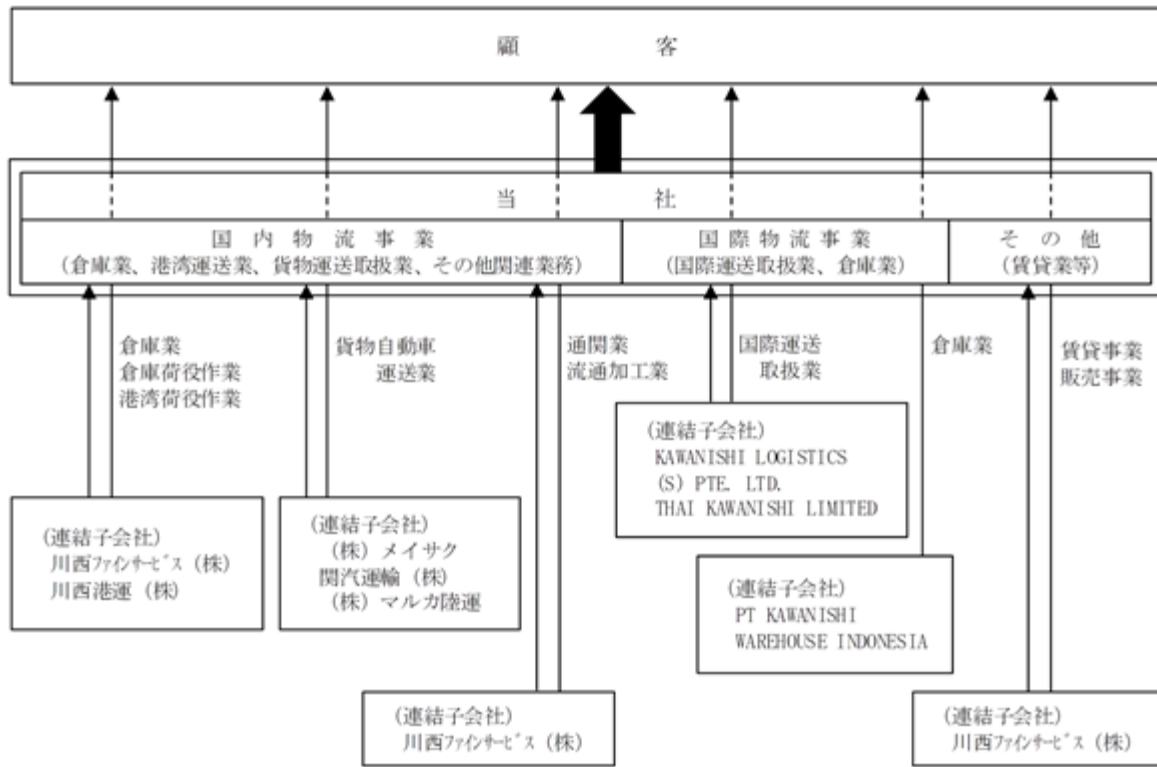 顧客
当社
国内物流事業
(倉庫業、港湾運送業、貨物運送取扱業、その他関連業務)
国際物流事業
(国際運送取扱業、倉庫業)
その他
(賃貸業等)
倉庫業
倉庫荷役作業
港湾荷役作業
貨物自動車
運送業
通関業
流通加工業
国際運送
取扱業
倉庫業
賃貸事業
販売事業
(連結子会社)
川西ファインサービス(株)
川西港運(株)
(連結子会社)
(株)メイサク
関汽運輸(株)
(株)マルカ陸運
(連結子会社)
KAWANISHI LOGISTICS
(S) PTE. LTD.
THAI KAWANISHI LIMITED
(連結子会社)
PT KAWANISHI
WAREHOUSE INDONESIA
(連結子会社)
川西ファインサービス(株)
(連結子会社)
川西ファインサービス(株)